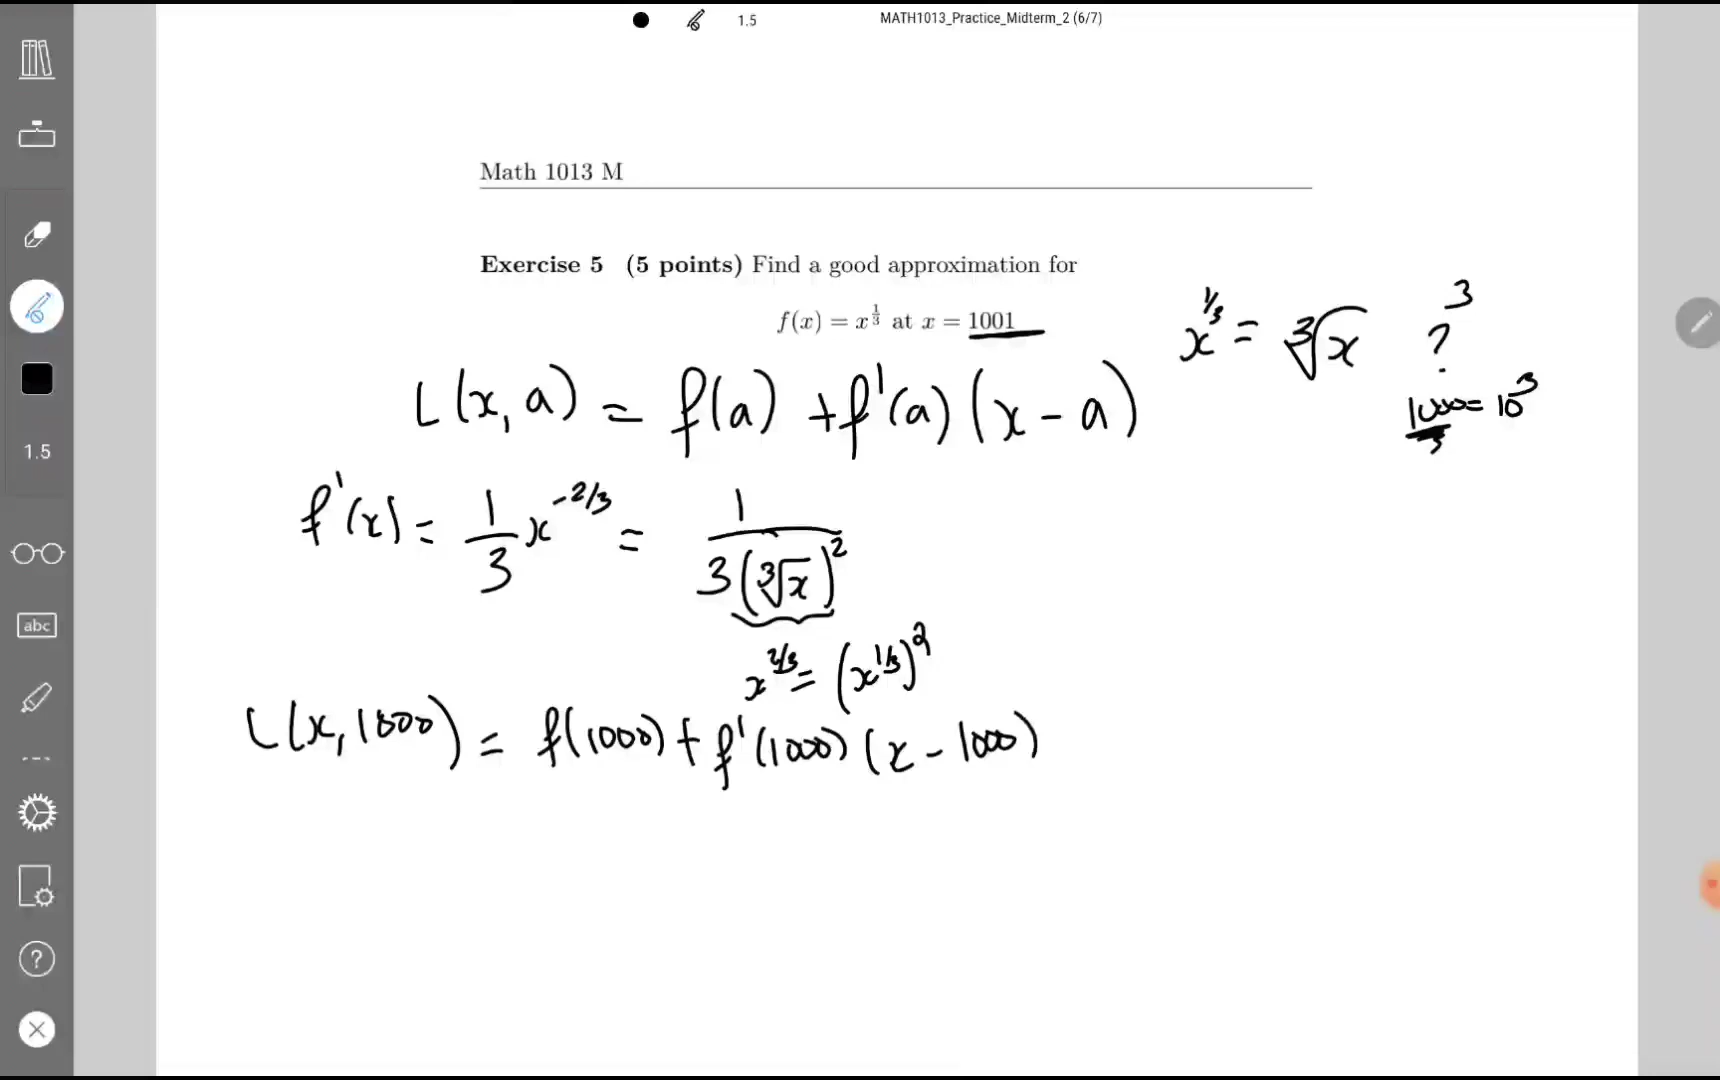 1.5 MATH1013_Practice_Midterm_2 (6/7)
Math 1013 M
Exercise 5 (5 points) Find a good approximation for
f(x) = x^{1/3} at x = 1001
x^{1/3} = ∛x
?^3
1000 = 10^3
L(x, a) = f(a) + f'(a)(x - a)
f'(x) = 1/3 x^{-2/3} = 1/(3(∛x)^2)
x^{2/3} = (x^{1/3})^2
L(x, 1000) = f(1000) + f'(1000)(x - 1000)
1.5
abc
?